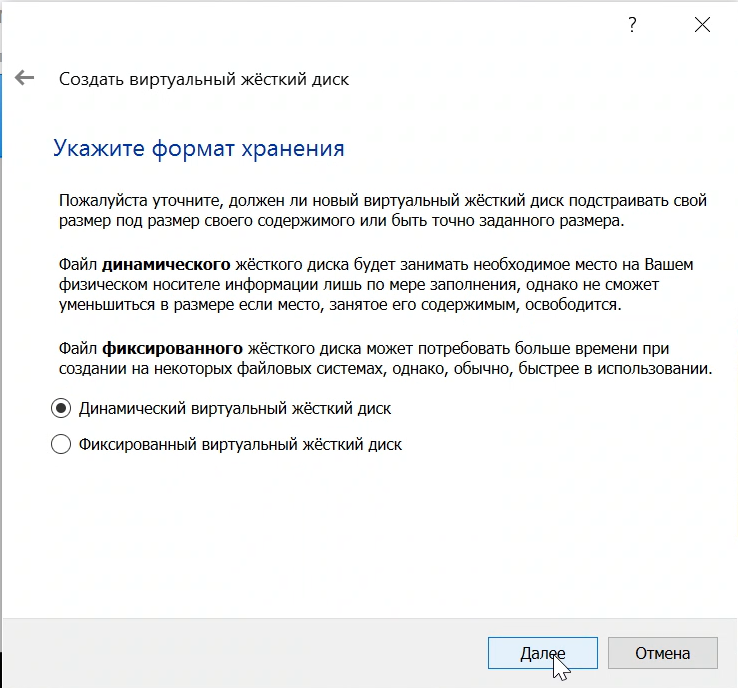 ?
Создать виртуальный жёсткий диск
Укажите формат хранения
Пожалуйста уточните, должен ли новый виртуальный жёсткий диск подстраивать свой
размер под размер своего содержимого или быть точно заданного размера.
Файл динамического жёсткого диска будет занимать необходимое место на Вашем
физическом носителе информации лишь по мере заполнения, однако не сможет
уменьшиться в размере если место, занятое его содержимым, освободится.
Файл фиксированного жёсткого диска может потребовать больше времени при
создании на некоторых файловых системах, однако, обычно, быстрее в использовании.
Динамический виртуальный жёсткий диск
Фиксированный виртуальный жёсткий диск
Далее Отмена